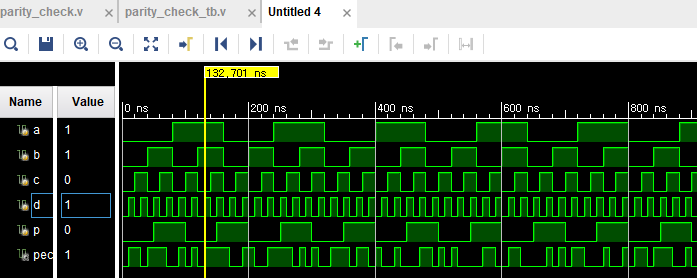 parity_check.v × parity_check_tb.v × Untitled 4 ×
132,701 ns
Name Value
0 ns 200 ns 400 ns 600 ns 800 ns
a 1
b 1
c 0
d 1
p 0
pec 1